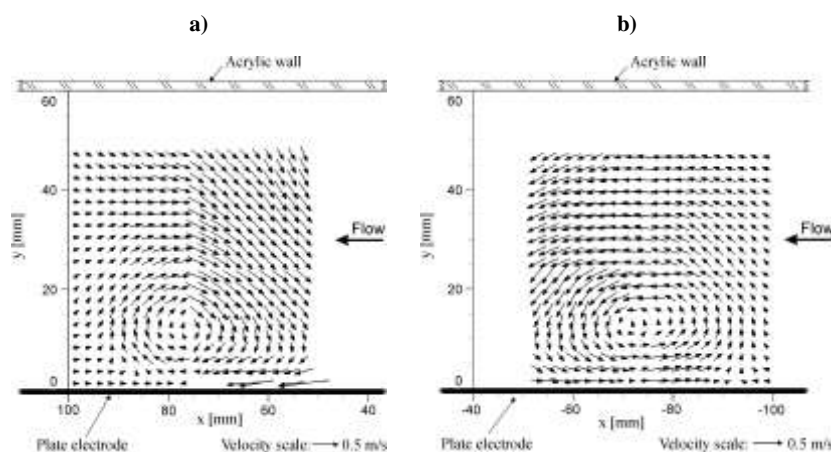 a)
Acrylic wall
60
40
20
0
y [mm]
Flow
100 80 60 40
x [mm]
Plate electrode
Velocity scale: 0.5 m/s
b)
Acrylic wall
60
40
20
0
y [mm]
Flow
-40 -60 -80 -100
x [mm]
Plate electrode
Velocity scale: 0.5 m/s